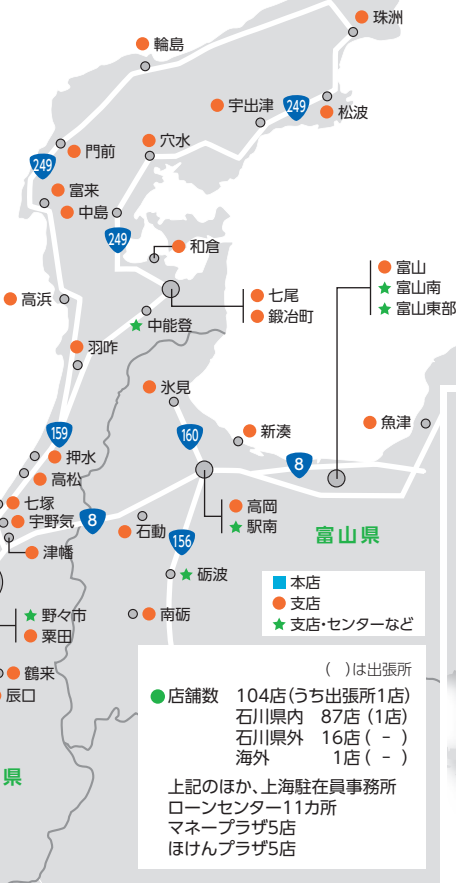 珠洲
輪島
宇出津
249
松波
穴水
門前
249
富来
中島
249
和倉
富山
富山南
富山東部
七尾
鍛冶町
高浜
中能登
羽咋
氷見
魚津
159
160
新湊
8
押水
高松
七塚
宇野気
8
高岡
駅南
石動
156
富山県
津幡
砺波
本店
支店
支店・センターなど
南砺
野々市
粟田
鶴来
辰口
県
( )は出張所
店舗数 104店(うち出張所1店)
石川県内 87店 (1店)
石川県外 16店 ( - )
海外 1店 ( - )
上記のほか、上海駐在員事務所
ローンセンター11カ所
マネープラザ5店
ほけんプラザ5店